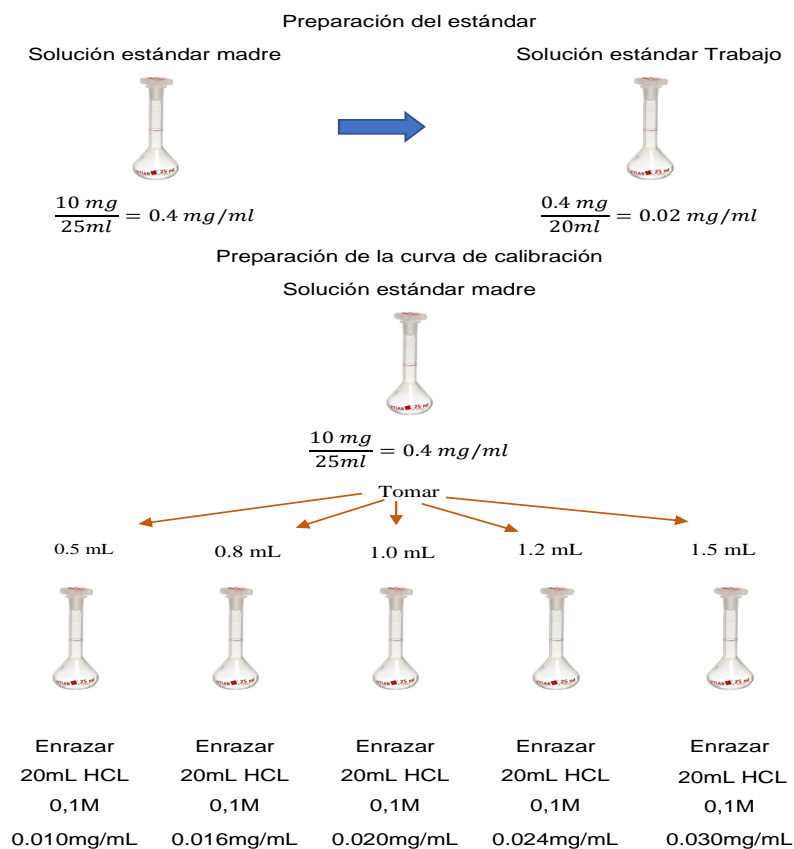 Preparación del estándar
Solución estándar madre
Solución estándar Trabajo
10 mg
25ml
= 0.4 mg/ml
0.4 mg
20ml
= 0.02 mg/ml
Preparación de la curva de calibración
Solución estándar madre
10 mg
25ml
= 0.4 mg/ml
Tomar
0.5 mL 0.8 mL 1.0 mL 1.2 mL 1.5 mL
Enrazar Enrazar Enrazar Enrazar Enrazar
20mL HCL 20mL HCL 20mL HCL 20mL HCL 20mL HCL
0,1M 0,1M 0,1M 0,1M 0,1M
0.010mg/mL 0.016mg/mL 0.020mg/mL 0.024mg/mL 0.030mg/mL